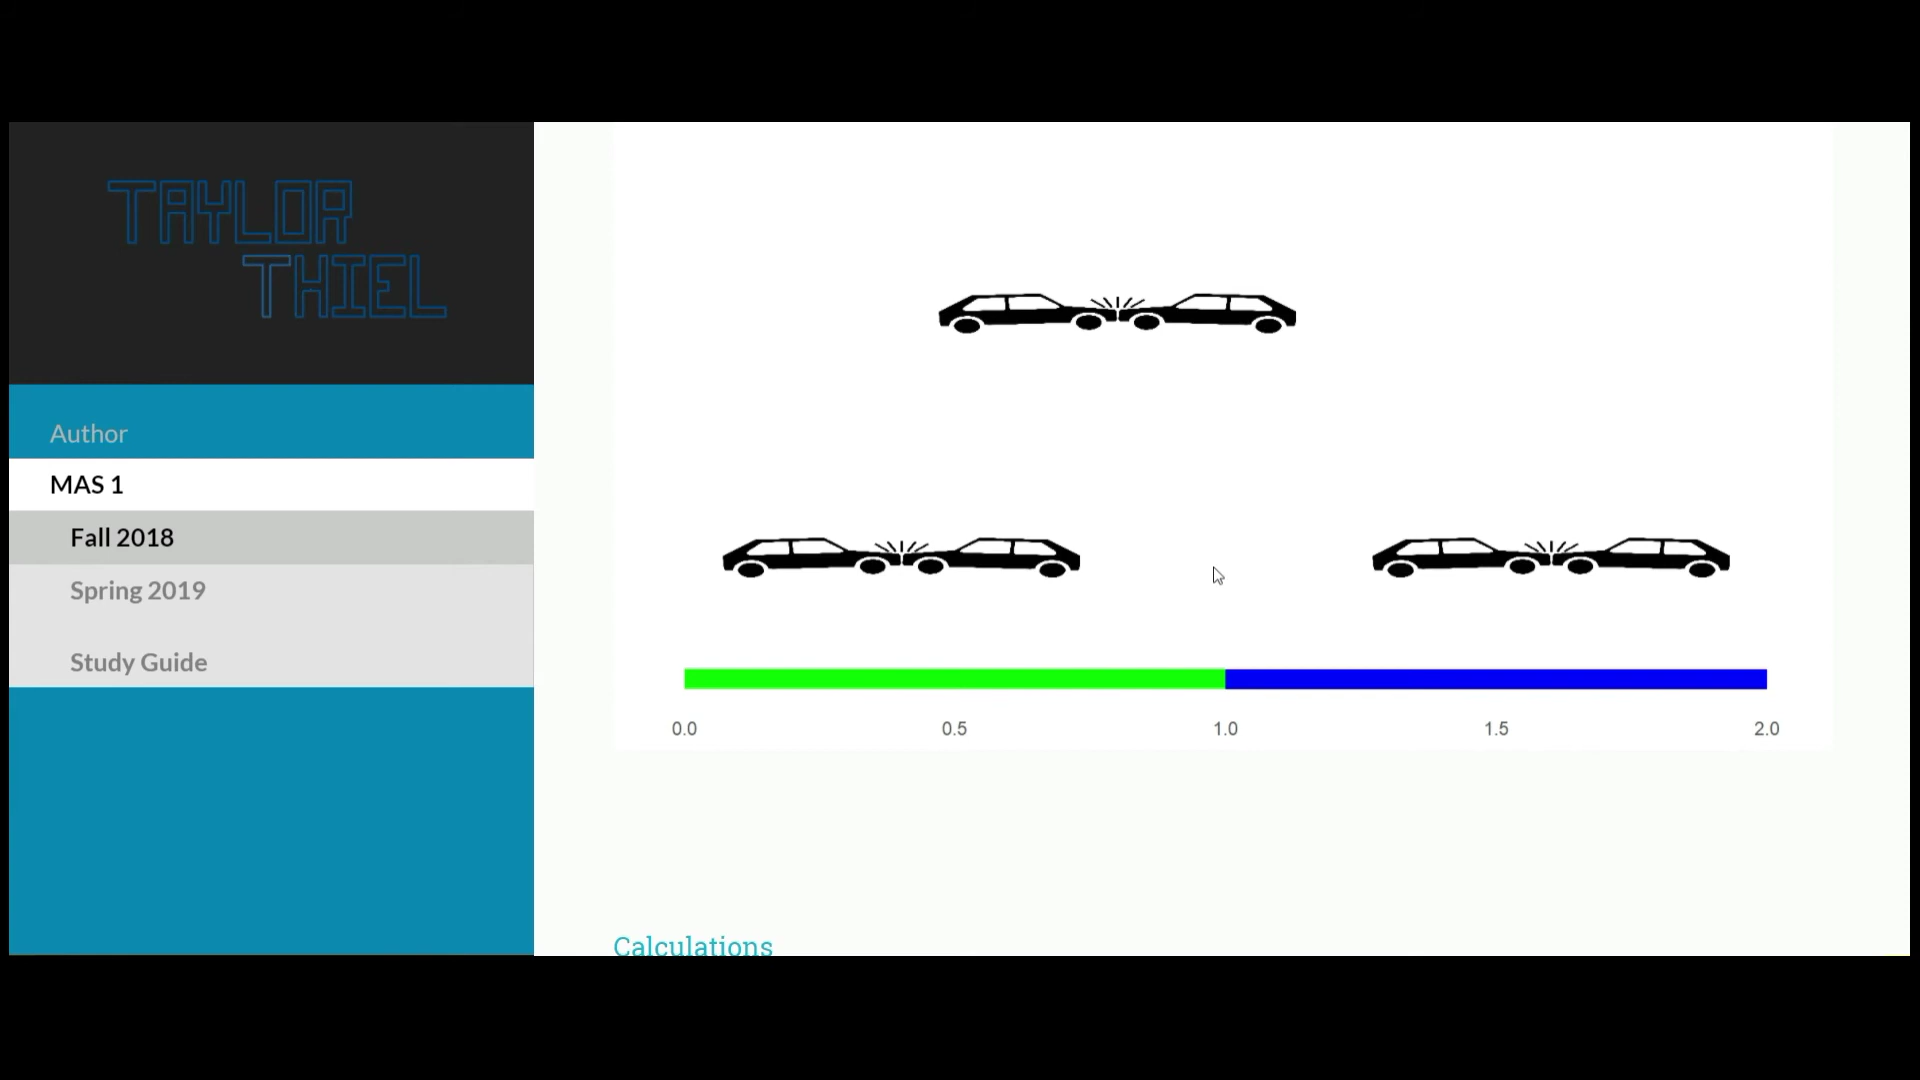 TAYLOR
THIEL
Author
MAS 1
Fall 2018
Spring 2019
Study Guide
0.0 0.5 1.0 1.5 2.0
Calculations